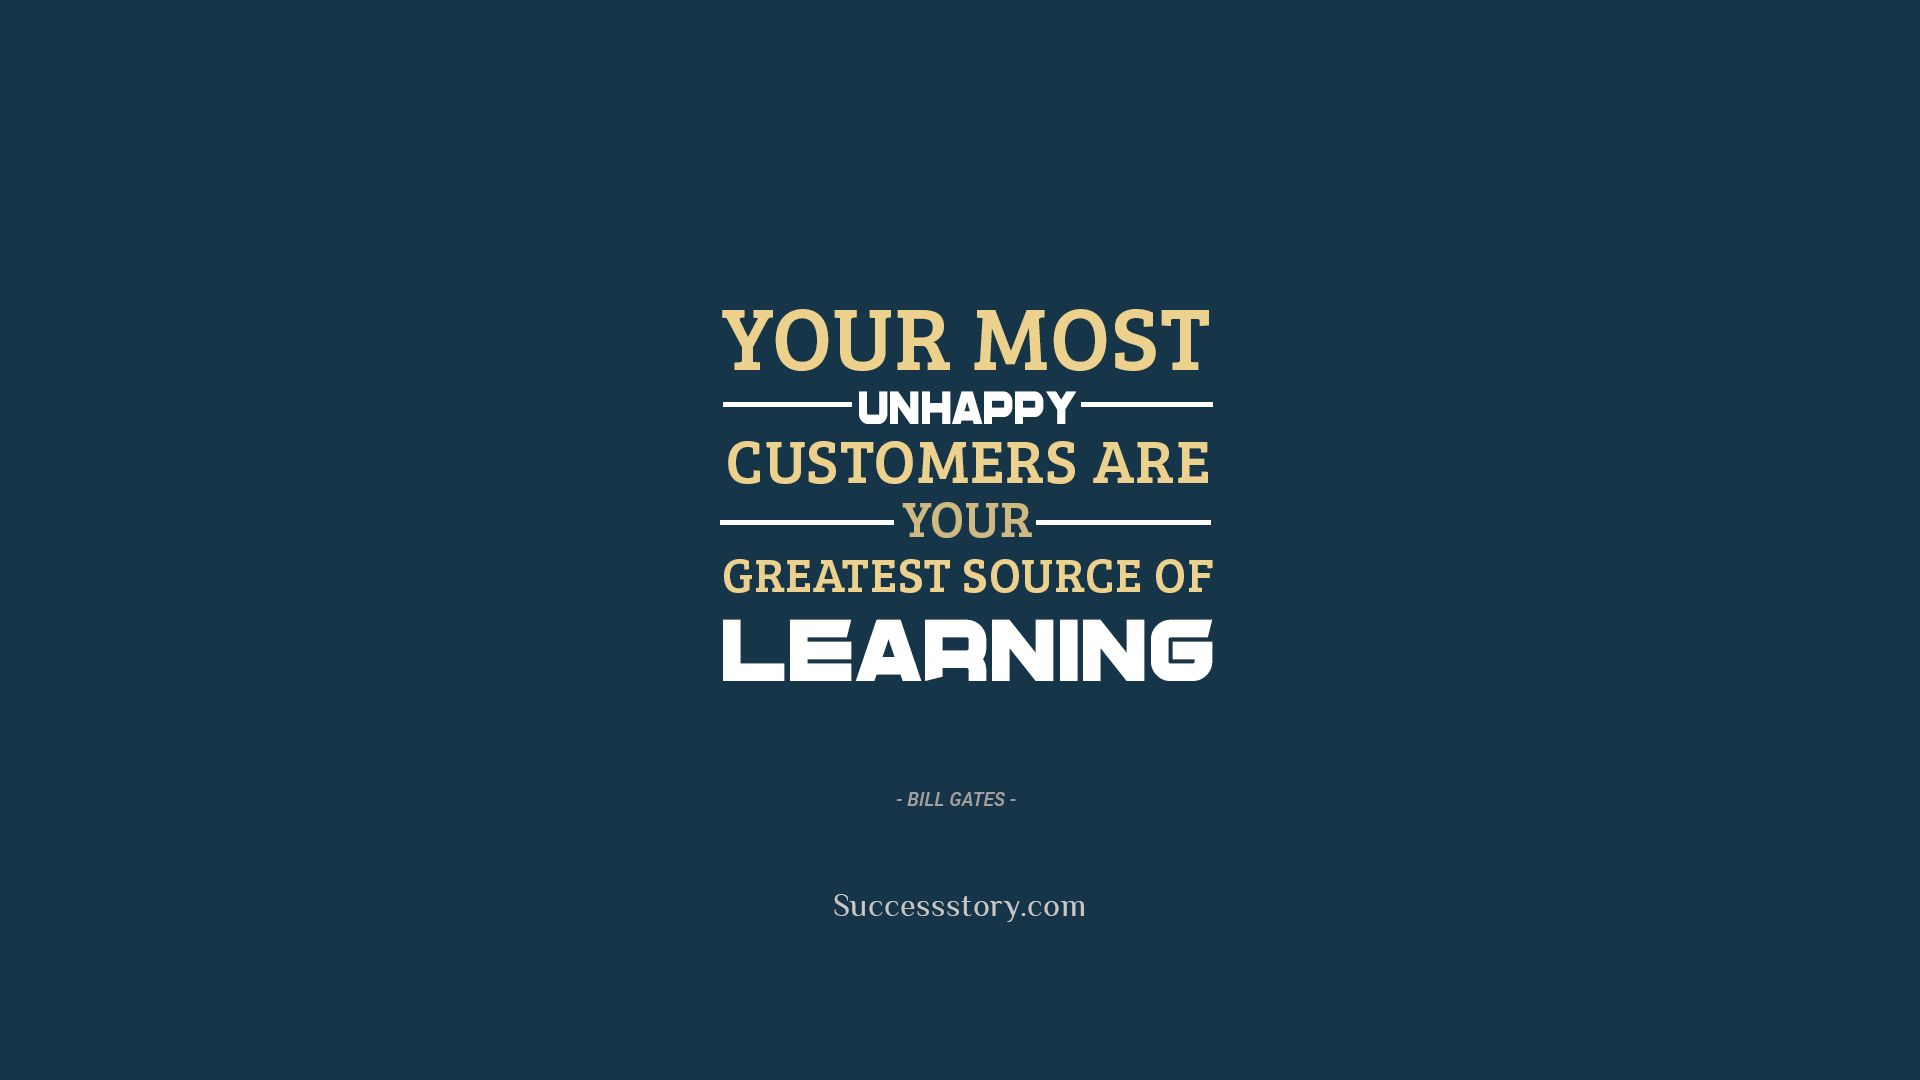 YOUR MOST
UNHAPPY
CUSTOMERS ARE
YOUR
GREATEST SOURCE OF
LEARNING
- BILL GATES -
Successstory.com